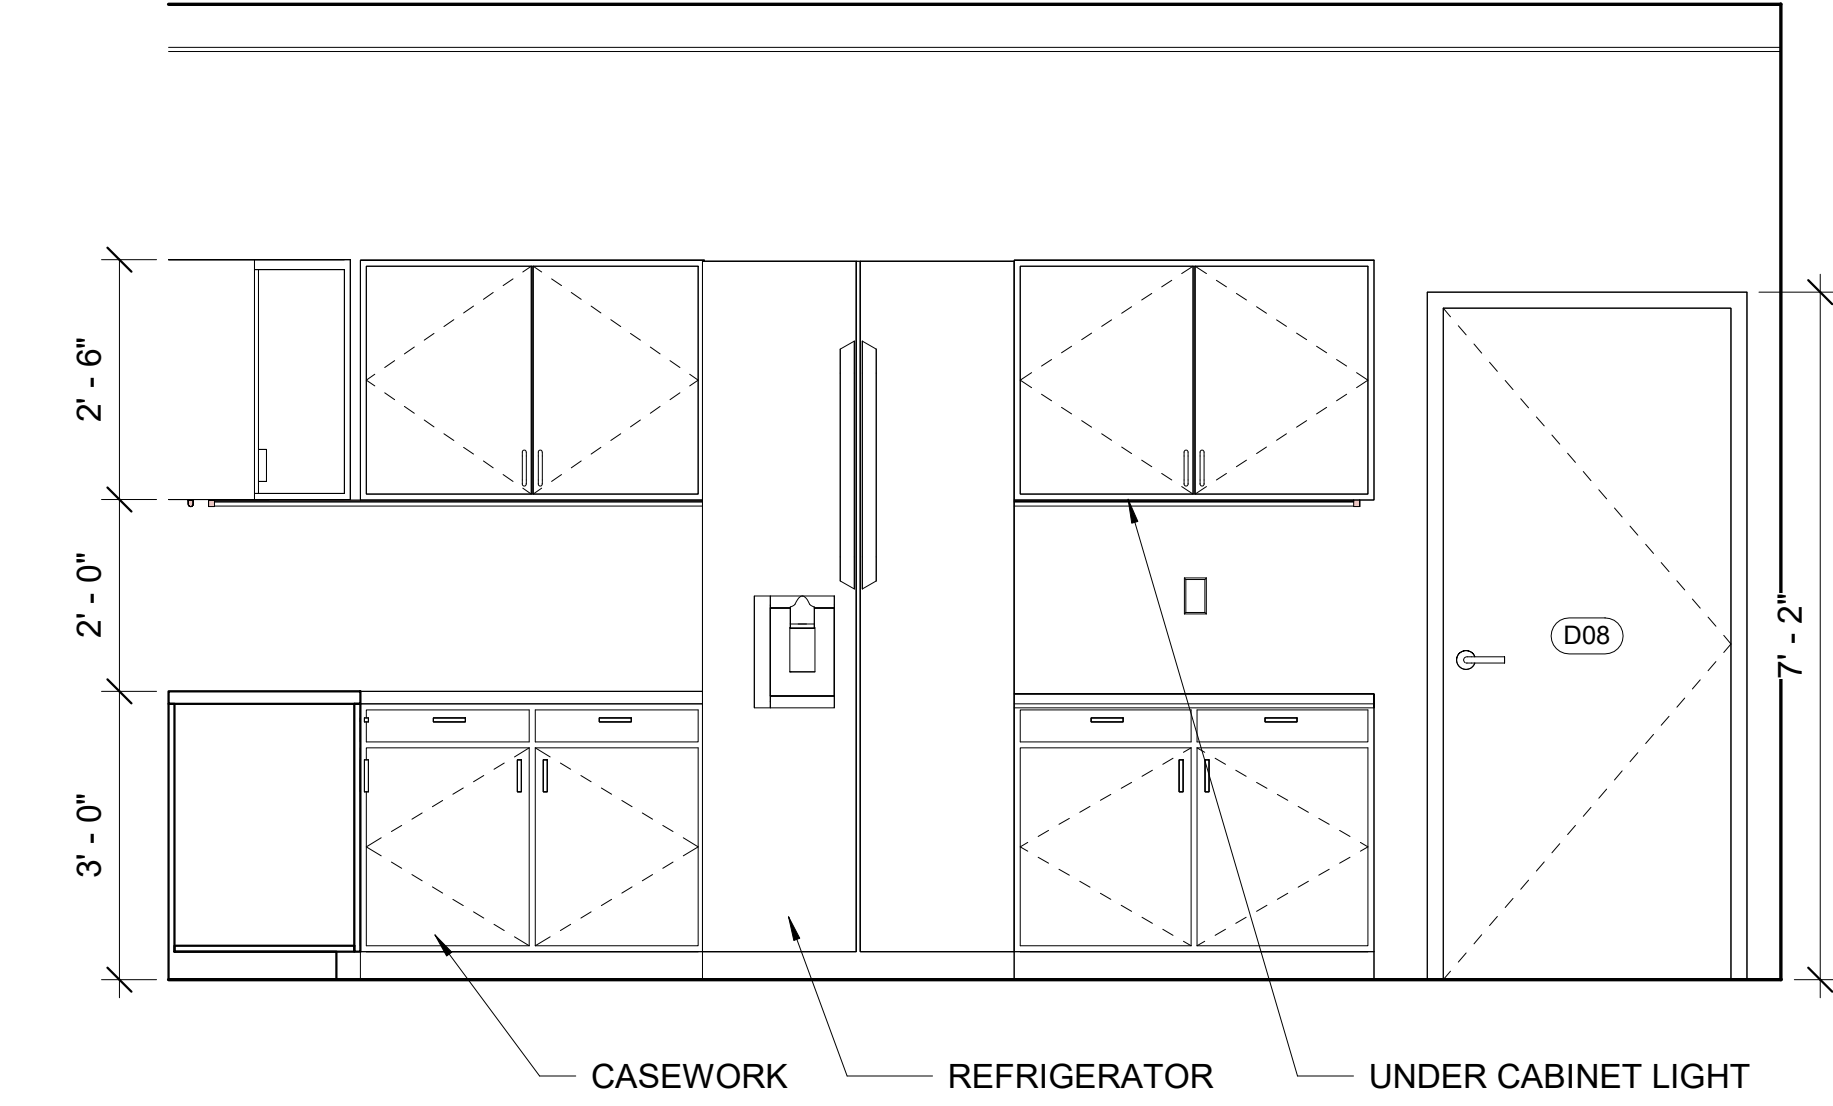 2' - 6"
2' - 0"
3' - 0"
7' - 2"
D08
CASEWORK
REFRIGERATOR
UNDER CABINET LIGHT